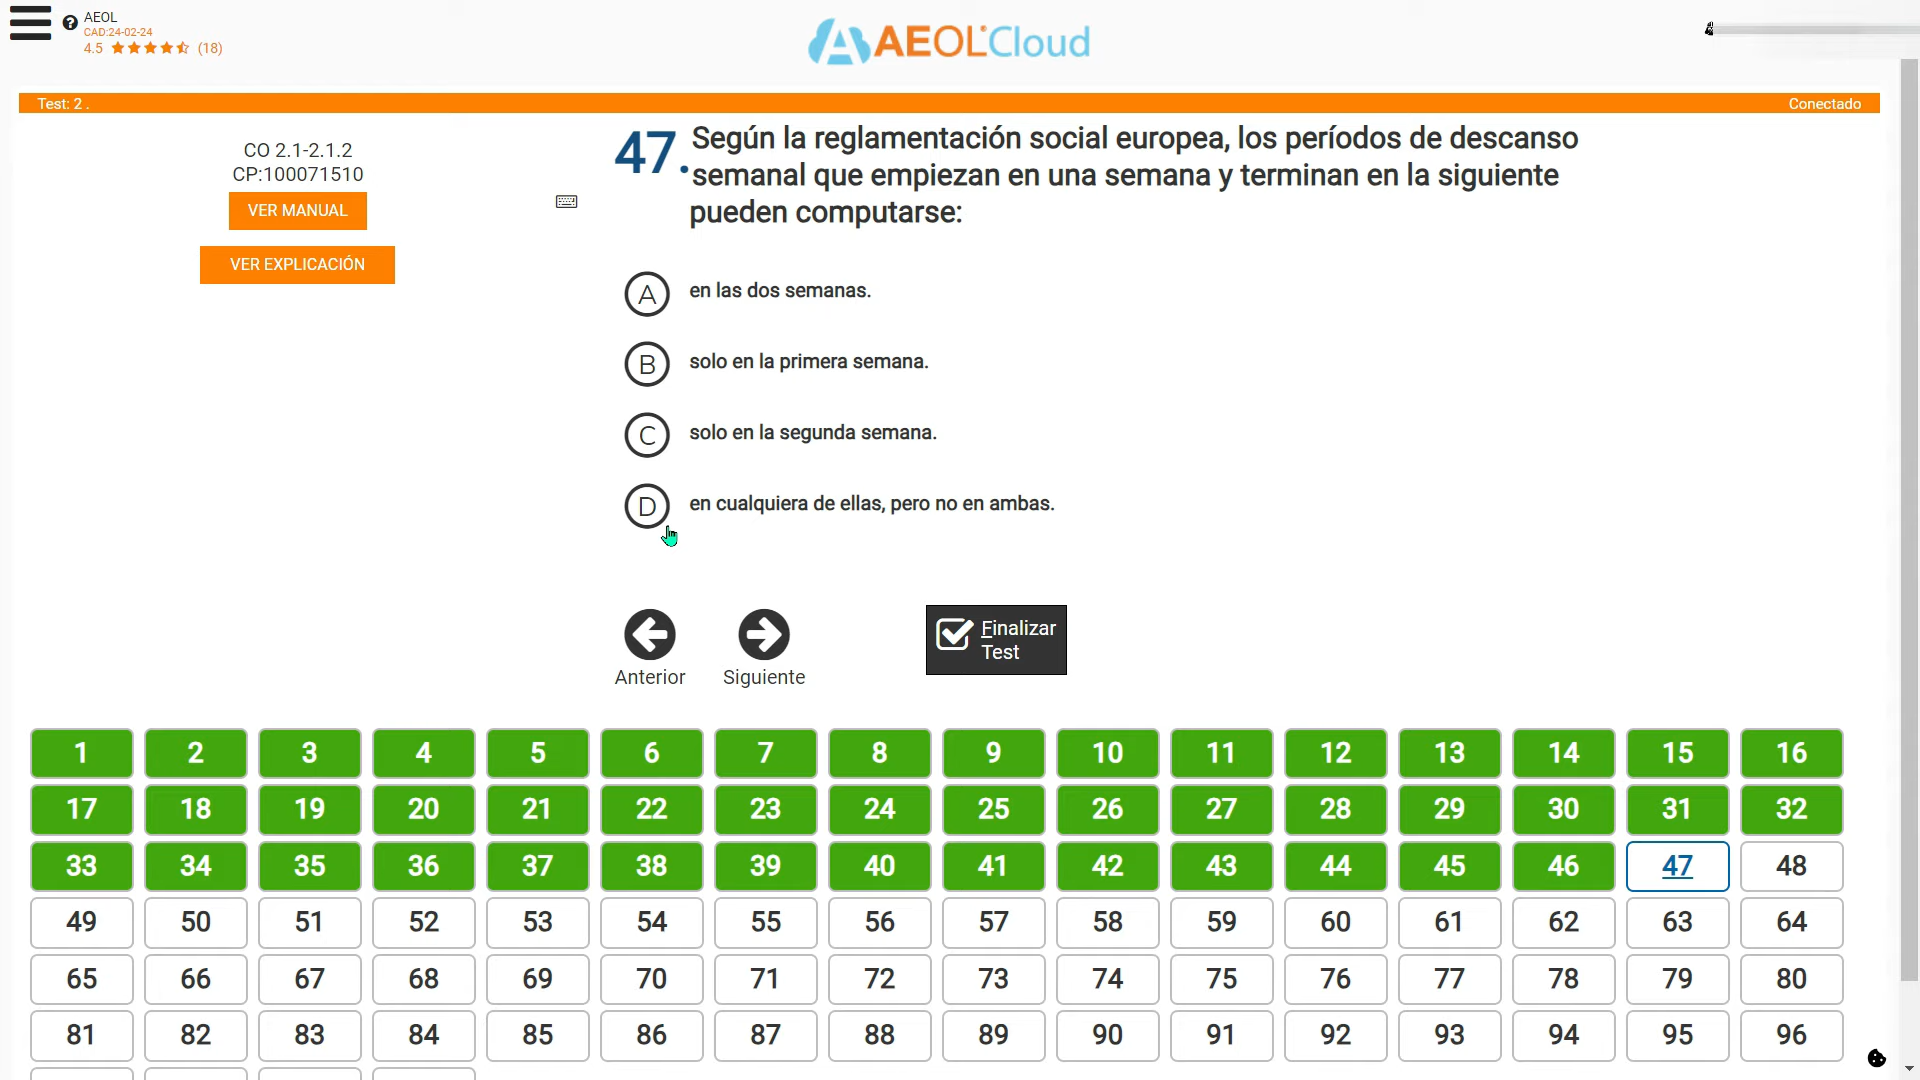 AEOL
CAD:24-02-24
4.5 (18)
AEOL Cloud
Test: 2 .
Conectado
CO 2.1-2.1.2
CP:100071510
VER MANUAL
VER EXPLICACIÓN
47. Según la reglamentación social europea, los períodos de descanso
semanal que empiezan en una semana y terminan en la siguiente
pueden computarse:
A en las dos semanas.
B solo en la primera semana.
C solo en la segunda semana.
D en cualquiera de ellas, pero no en ambas.
Anterior
Siguiente
Finalizar
Test
1 2 3 4 5 6 7 8 9 10 11 12 13 14 15 16
17 18 19 20 21 22 23 24 25 26 27 28 29 30 31 32
33 34 35 36 37 38 39 40 41 42 43 44 45 46 47 48
49 50 51 52 53 54 55 56 57 58 59 60 61 62 63 64
65 66 67 68 69 70 71 72 73 74 75 76 77 78 79 80
81 82 83 84 85 86 87 88 89 90 91 92 93 94 95 96